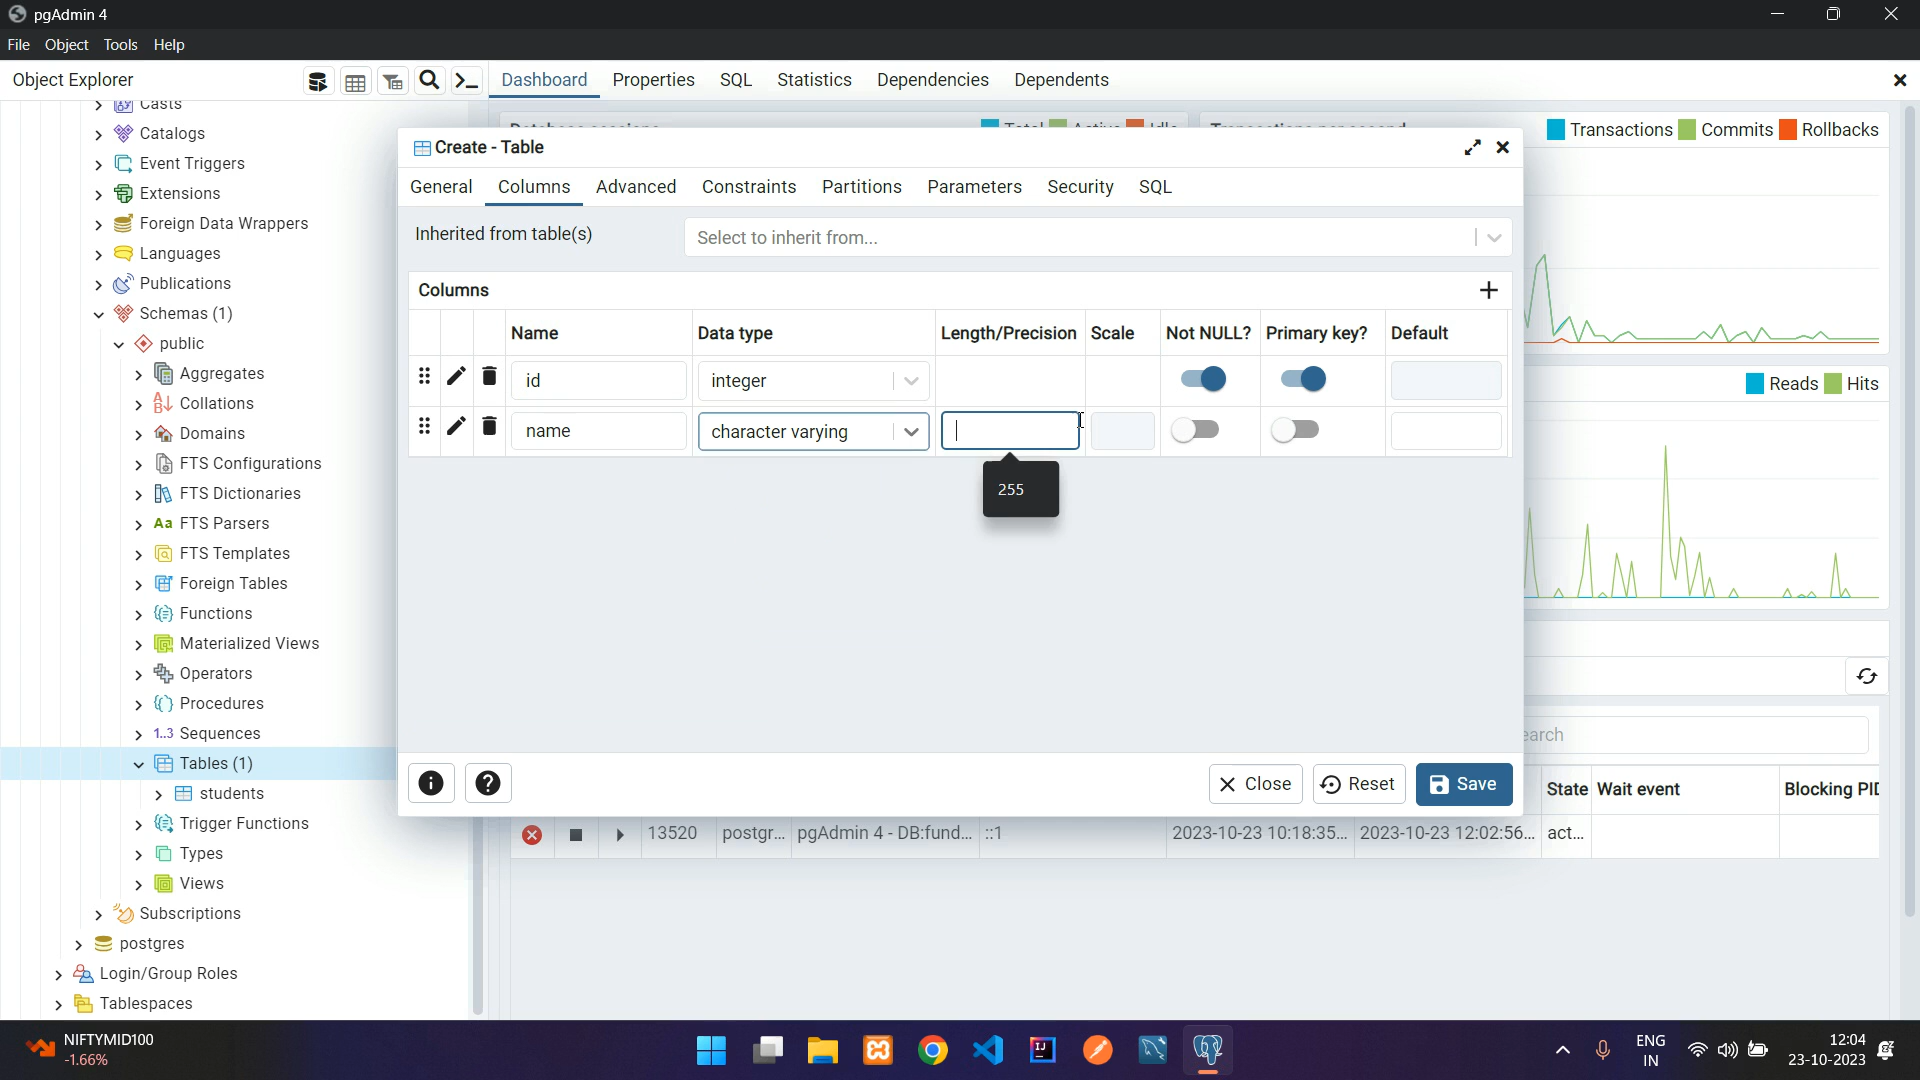 pgAdmin 4
File Object Tools Help
Object Explorer
Dashboard Properties SQL Statistics Dependencies Dependents
Casts
Catalogs
Event Triggers
Extensions
Foreign Data Wrappers
Languages
Publications
Schemas (1)
public
Aggregates
Collations
Domains
FTS Configurations
FTS Dictionaries
Aa FTS Parsers
FTS Templates
Foreign Tables
Functions
Materialized Views
Operators
Procedures
1..3 Sequences
Tables (1)
students
Trigger Functions
Types
Views
Subscriptions
postgres
Login/Group Roles
Tablespaces
Transactions Commits Rollbacks
Reads Hits
Create - Table
General Columns Advanced Constraints Partitions Parameters Security SQL
Inherited from table(s) Select to inherit from...
Columns
Name Data type Length/Precision Scale Not NULL? Primary key? Default
id integer
name character varying
255
Close Reset Save
State Wait event Blocking PI
13520 postgr... pgAdmin 4 - DB:fund... ::1 2023-10-23 10:18:35... 2023-10-23 12:02:56... act...
NIFTYMID100
-1.66%
ENG
IN
12:04
23-10-2023